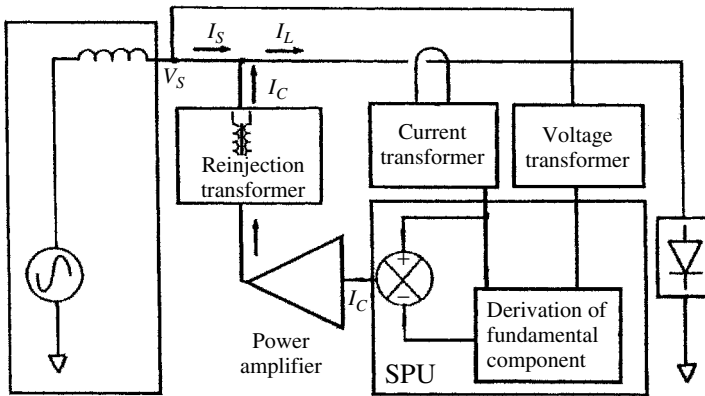 I_S
I_L
V_S
I_C
Reinjection
transformer
Current
transformer
Voltage
transformer
I_C
+
−
Derivation of
fundamental
component
Power
amplifier
SPU